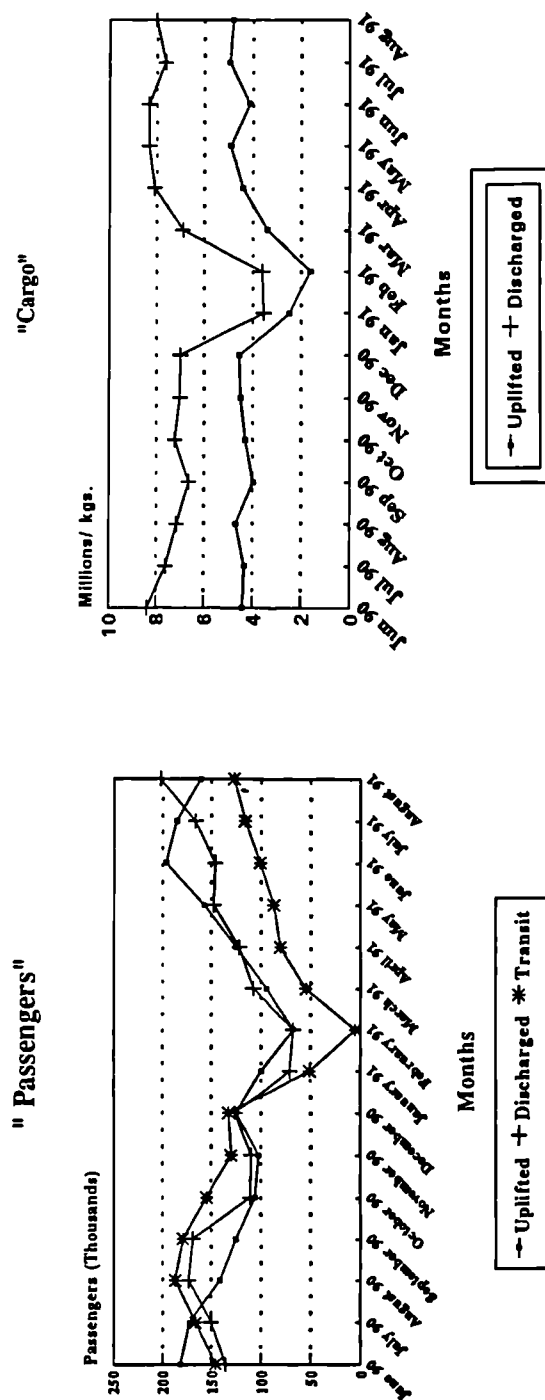 " Passengers"
Passengers (Thousands)
250
200
150
100
50
0
June 90
July 90
August 90
September 90
October 90
November 90
December 90
January 91
February 91
March 91
April 91
May 91
June 91
July 91
August 91
Months
Uplifted Discharged Transit
"Cargo"
Millions/ kgs.
10
8
6
4
2
0
Jun 90
Jul 90
Aug 90
Sep 90
Oct 90
Nov 90
Dec 90
Jan 91
Feb 91
Mar 91
Apr 91
May 91
Jun 91
Jul 91
Aug 91
Months
Uplifted Discharged